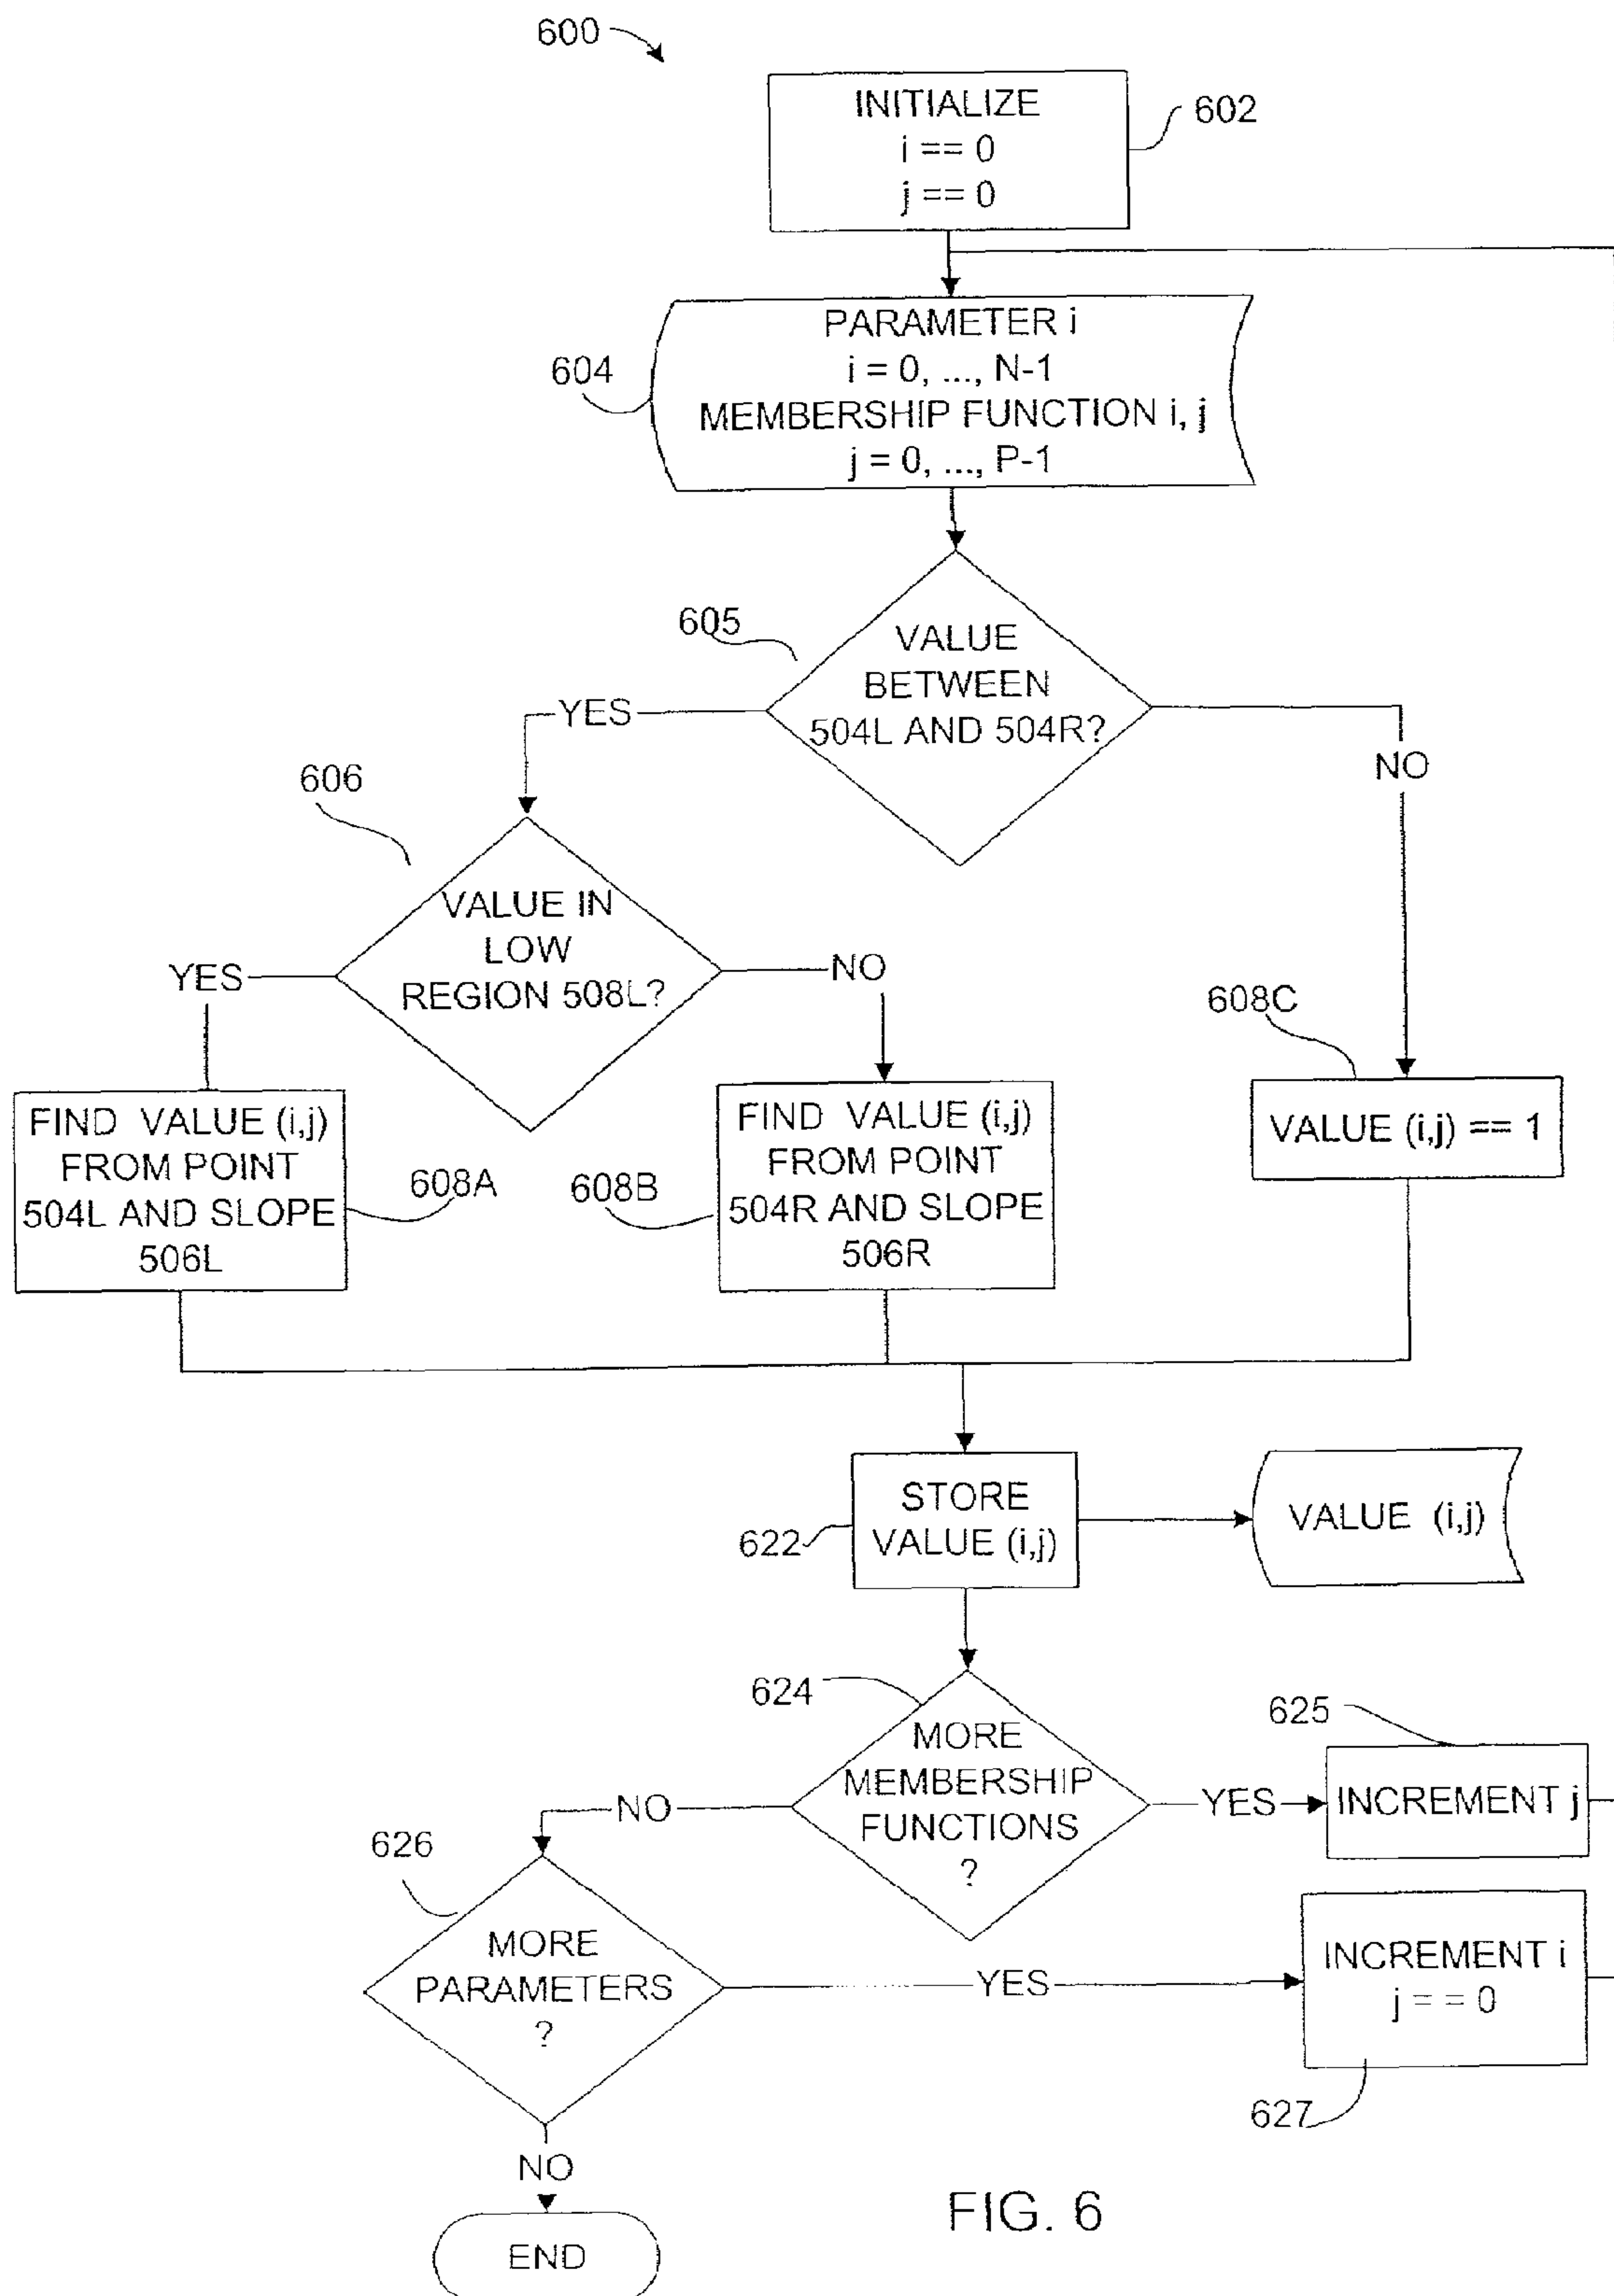 600
INITIALIZE
i == 0
j == 0
602
PARAMETER i
i = 0, ..., N-1
MEMBERSHIP FUNCTION i, j
j = 0, ..., P-1
604
605
VALUE
BETWEEN
504L AND 504R?
YES
NO
606
VALUE IN
LOW
REGION 508L?
YES
NO
608C
FIND VALUE (i,j)
FROM POINT
504L AND SLOPE
506L
608A
608B
FIND VALUE (i,j)
FROM POINT
504R AND SLOPE
506R
VALUE (i,j) == 1
STORE
VALUE (i,j)
622
VALUE (i,j)
624
MORE
MEMBERSHIP
FUNCTIONS
?
NO
YES
625
INCREMENT j
626
MORE
PARAMETERS
?
YES
INCREMENT i
j = = 0
627
NO
END
FIG. 6